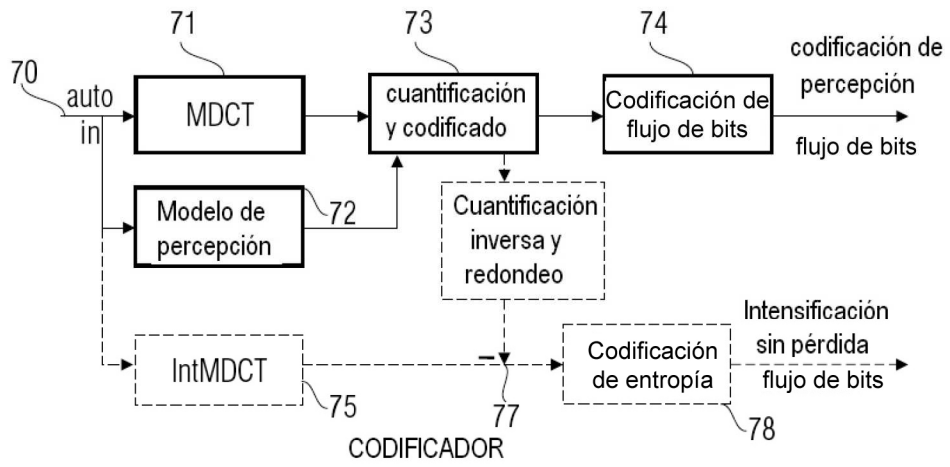 70
auto
in
71
MDCT
73
cuantificación
y codificado
74
Codificación de
flujo de bits
codificación de
percepción
flujo de bits
72
Modelo de
percepción
Cuantificación
inversa y
redondeo
IntMDCT
75
–
77
Codificación
de entropía
78
Intensificación
sin pérdida
flujo de bits
CODIFICADOR